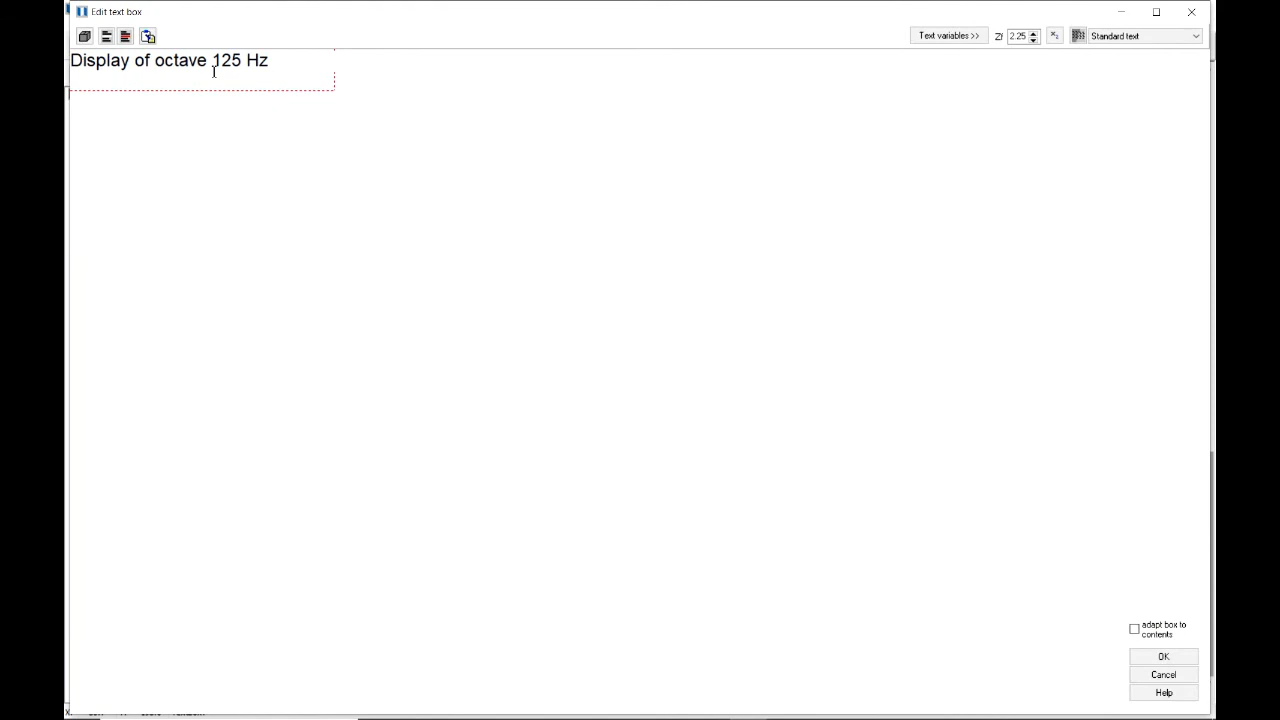 Edit text box
Text variables >>
Zf
2.25
Standard text
Display of octave 125 Hz
adapt box to
contents
OK
Cancel
Help